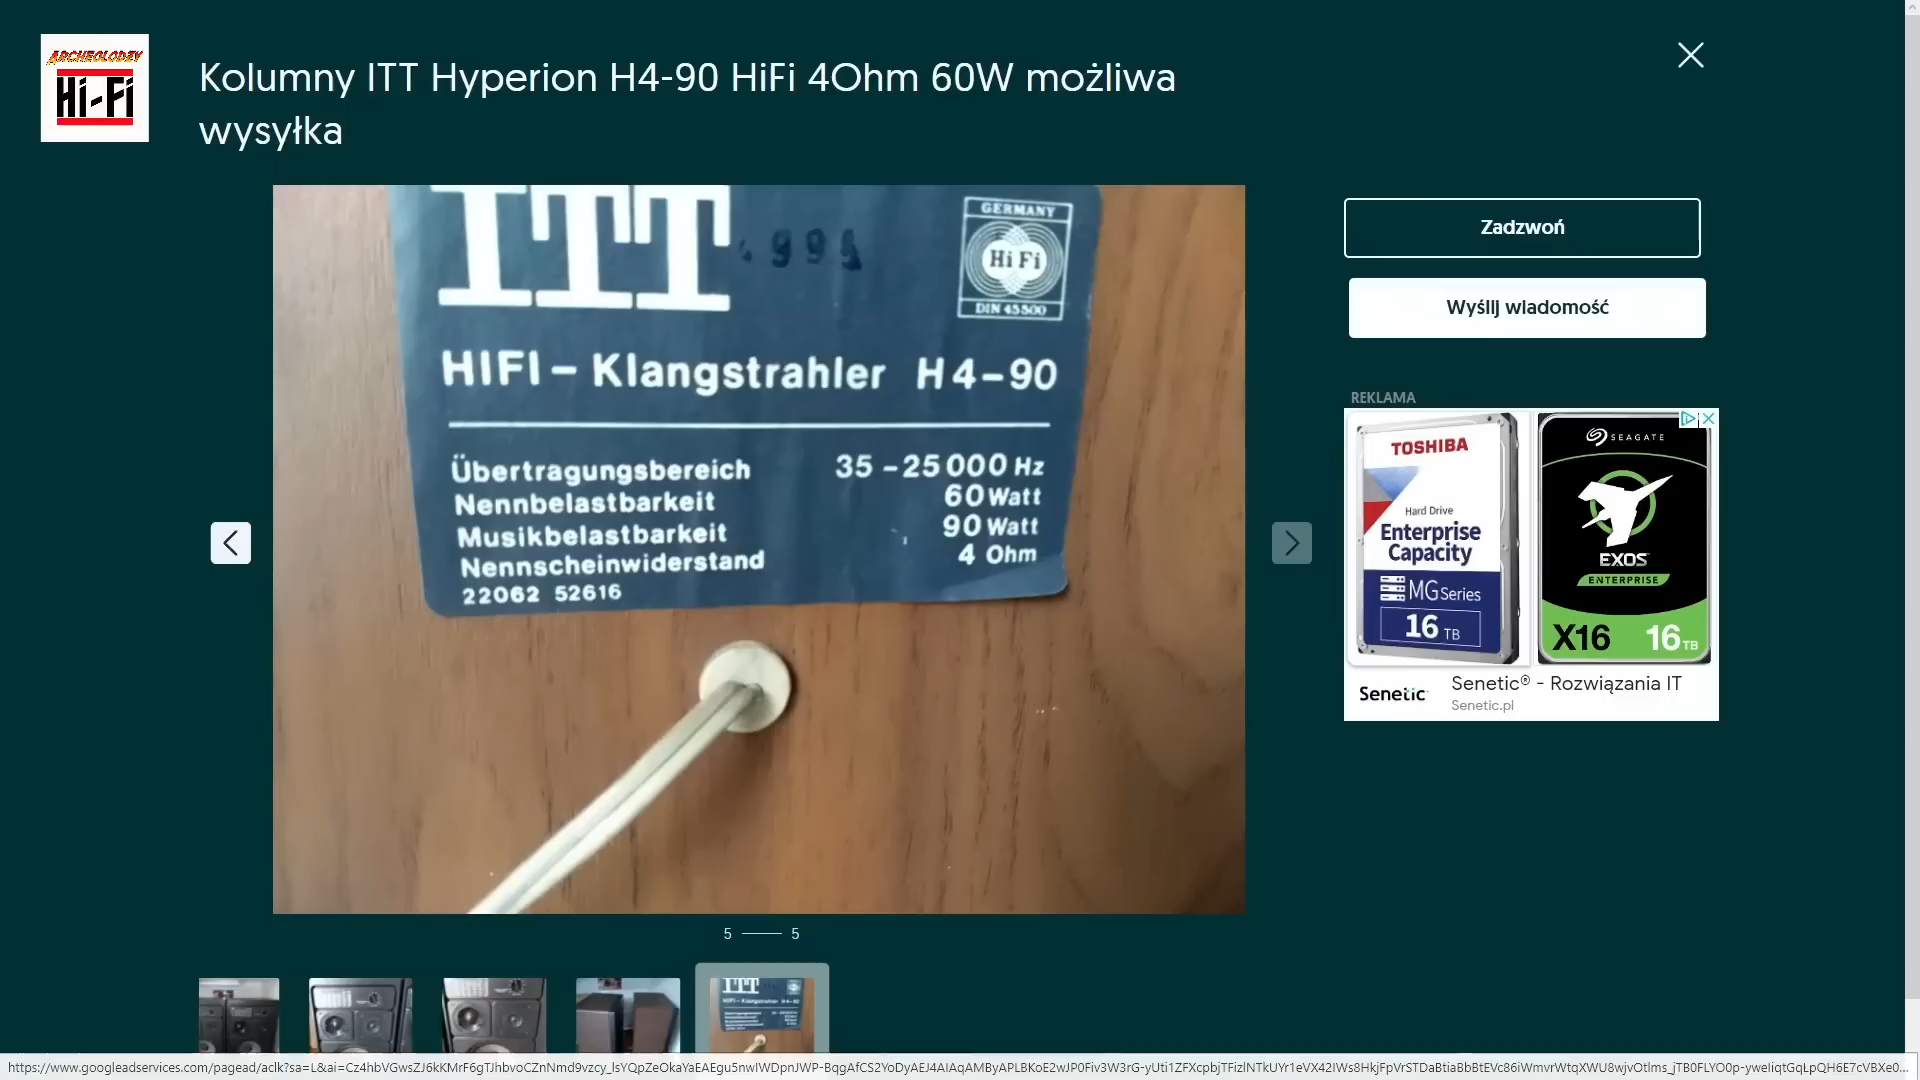 ARCHEOLODZY
Hi-Fi
Kolumny ITT Hyperion H4-90 HiFi 4Ohm 60W możliwa
wysyłka
Zadzwoń
Wyślij wiadomość
ITT
GERMANY
Hi Fi
DIN 45500
HIFI – Klangstrahler H4-90
Übertragungsbereich 35 – 25 000 Hz
Nennbelastbarkeit 60 Watt
Musikbelastbarkeit 90 Watt
Nennscheinwiderstand 4 Ohm
22062 52616
REKLAMA
TOSHIBA
Hard Drive
Enterprise
Capacity
MG Series
16 TB
SEAGATE
EXOS
ENTERPRISE
X16 16TB
Senetic
Senetic® - Rozwiązania IT
Senetic.pl
5 5